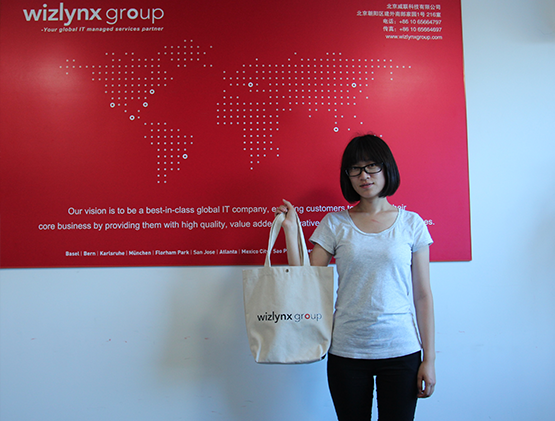 wizlynx group
-Your global IT managed services partner
北京威联科技有限公司
电话：+86 10 65664797
传真：+86 10 65664697
www.wizlynxgroup.com
Our vision is to be a best-in-class global IT company,
core business by providing them with high quality, value
Basel | Bern | Karlsruhe | München | Florham Park | San Jose | Atlanta | Mexico City
wizlynx group